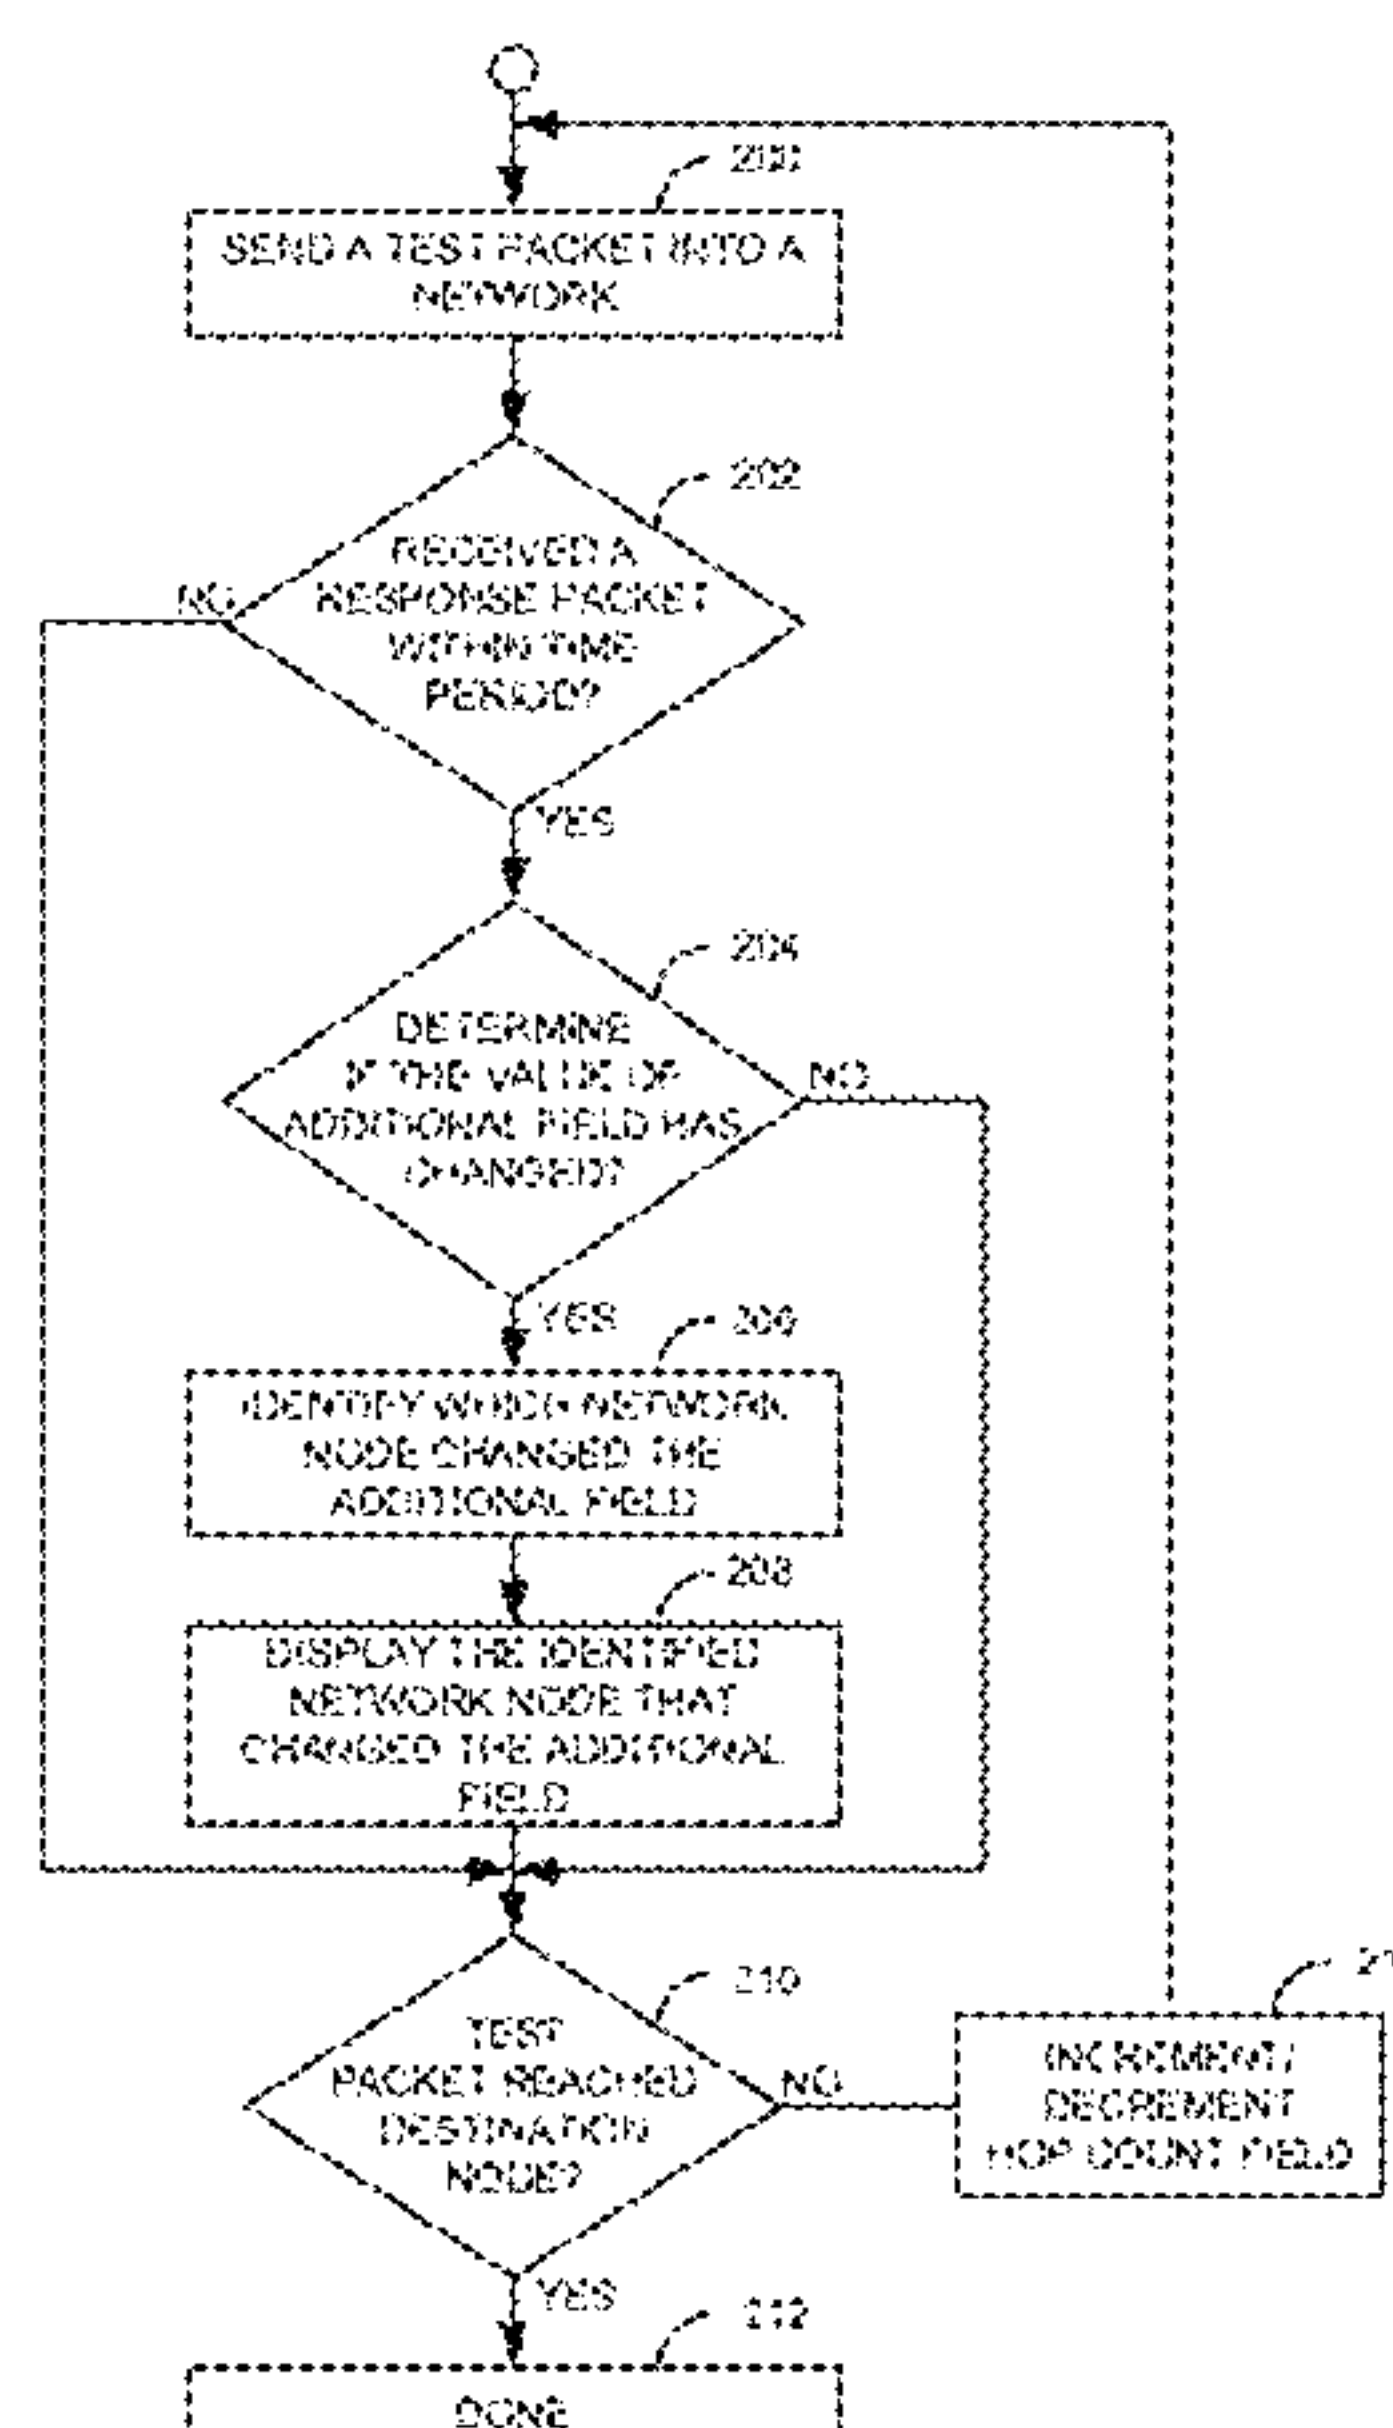 200
SEND A TEST PACKET INTO A
NETWORK
202
RECEIVED A
RESPONSE PACKET
WITHIN TIME
PERIOD?
NO
YES
204
DETERMINE
IF THE VALUE OF
ADDITIONAL FIELD HAS
CHANGED?
NO
YES
206
IDENTIFY WHICH NETWORK
NODE CHANGED THE
ADDITIONAL FIELD
208
DISPLAY THE IDENTIFIED
NETWORK NODE THAT
CHANGED THE ADDITIONAL
FIELD
210
TEST
PACKET REACHED
DESTINATION
NODE?
NO
INCREMENT/
DECREMENT
HOP COUNT FIELD
YES
212
DONE